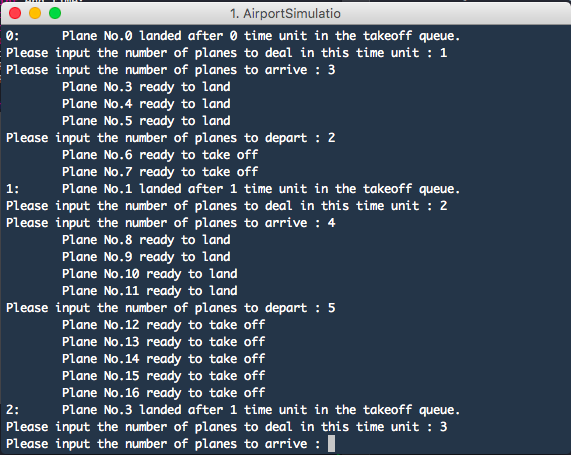 1. AirportSimulatio
0: Plane No.0 landed after 0 time unit in the takeoff queue.
Please input the number of planes to deal in this time unit : 1
Please input the number of planes to arrive : 3
Plane No.3 ready to land
Plane No.4 ready to land
Plane No.5 ready to land
Please input the number of planes to depart : 2
Plane No.6 ready to take off
Plane No.7 ready to take off
1: Plane No.1 landed after 1 time unit in the takeoff queue.
Please input the number of planes to deal in this time unit : 2
Please input the number of planes to arrive : 4
Plane No.8 ready to land
Plane No.9 ready to land
Plane No.10 ready to land
Plane No.11 ready to land
Please input the number of planes to depart : 5
Plane No.12 ready to take off
Plane No.13 ready to take off
Plane No.14 ready to take off
Plane No.15 ready to take off
Plane No.16 ready to take off
2: Plane No.3 landed after 1 time unit in the takeoff queue.
Please input the number of planes to deal in this time unit : 3
Please input the number of planes to arrive :